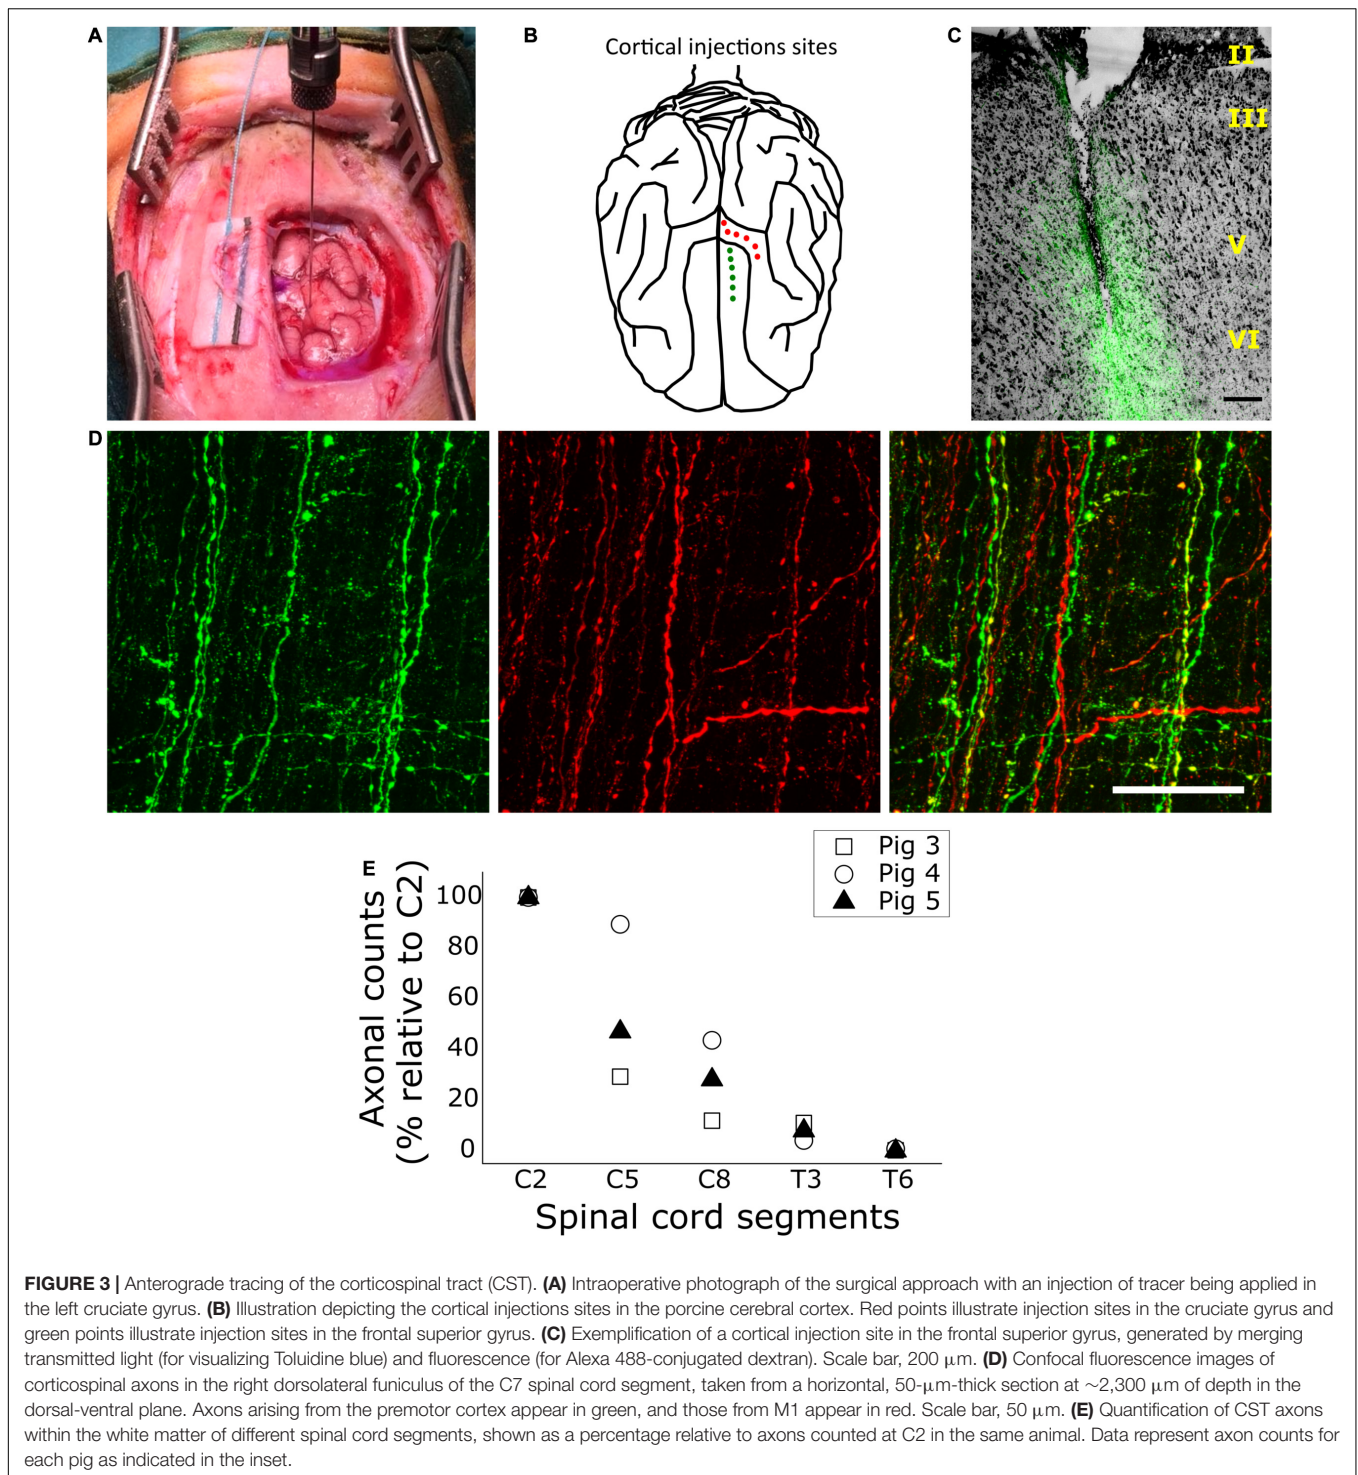 A
B
Cortical injections sites
C
II
III
V
VI
D
E
Axonal counts
(% relative to C2)
100
80
60
40
20
0
Pig 3
Pig 4
Pig 5
C2 C5 C8 T3 T6
Spinal cord segments
FIGURE 3 | Anterograde tracing of the corticospinal tract (CST). (A) Intraoperative photograph of the surgical approach with an injection of tracer being applied in
the left cruciate gyrus. (B) Illustration depicting the cortical injections sites in the porcine cerebral cortex. Red points illustrate injection sites in the cruciate gyrus and
green points illustrate injection sites in the frontal superior gyrus. (C) Exemplification of a cortical injection site in the frontal superior gyrus, generated by merging
transmitted light (for visualizing Toluidine blue) and fluorescence (for Alexa 488-conjugated dextran). Scale bar, 200 μm. (D) Confocal fluorescence images of
corticospinal axons in the right dorsolateral funiculus of the C7 spinal cord segment, taken from a horizontal, 50-μm-thick section at ~2,300 μm of depth in the
dorsal-ventral plane. Axons arising from the premotor cortex appear in green, and those from M1 appear in red. Scale bar, 50 μm. (E) Quantification of CST axons
within the white matter of different spinal cord segments, shown as a percentage relative to axons counted at C2 in the same animal. Data represent axon counts for
each pig as indicated in the inset.